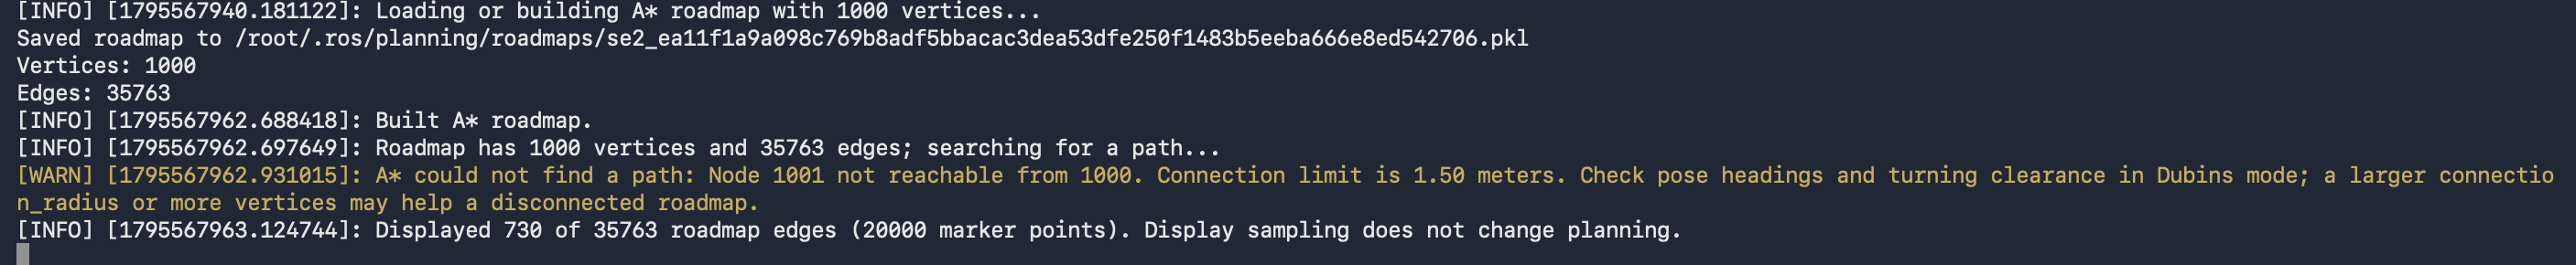 [INFO] [1795567940.181122]: Loading or building A* roadmap with 1000 vertices...
Saved roadmap to /root/.ros/planning/roadmaps/se2_ea11f1a9a098c769b8adf5bbacac3dea53dfe250f1483b5eeba666e8ed542706.pkl
Vertices: 1000
Edges: 35763
[INFO] [1795567962.688418]: Built A* roadmap.
[INFO] [1795567962.697649]: Roadmap has 1000 vertices and 35763 edges; searching for a path...
[WARN] [1795567962.931015]: A* could not find a path: Node 1001 not reachable from 1000. Connection limit is 1.50 meters. Check pose headings and turning clearance in Dubins mode; a larger connectio
n_radius or more vertices may help a disconnected roadmap.
[INFO] [1795567963.124744]: Displayed 730 of 35763 roadmap edges (20000 marker points). Display sampling does not change planning.